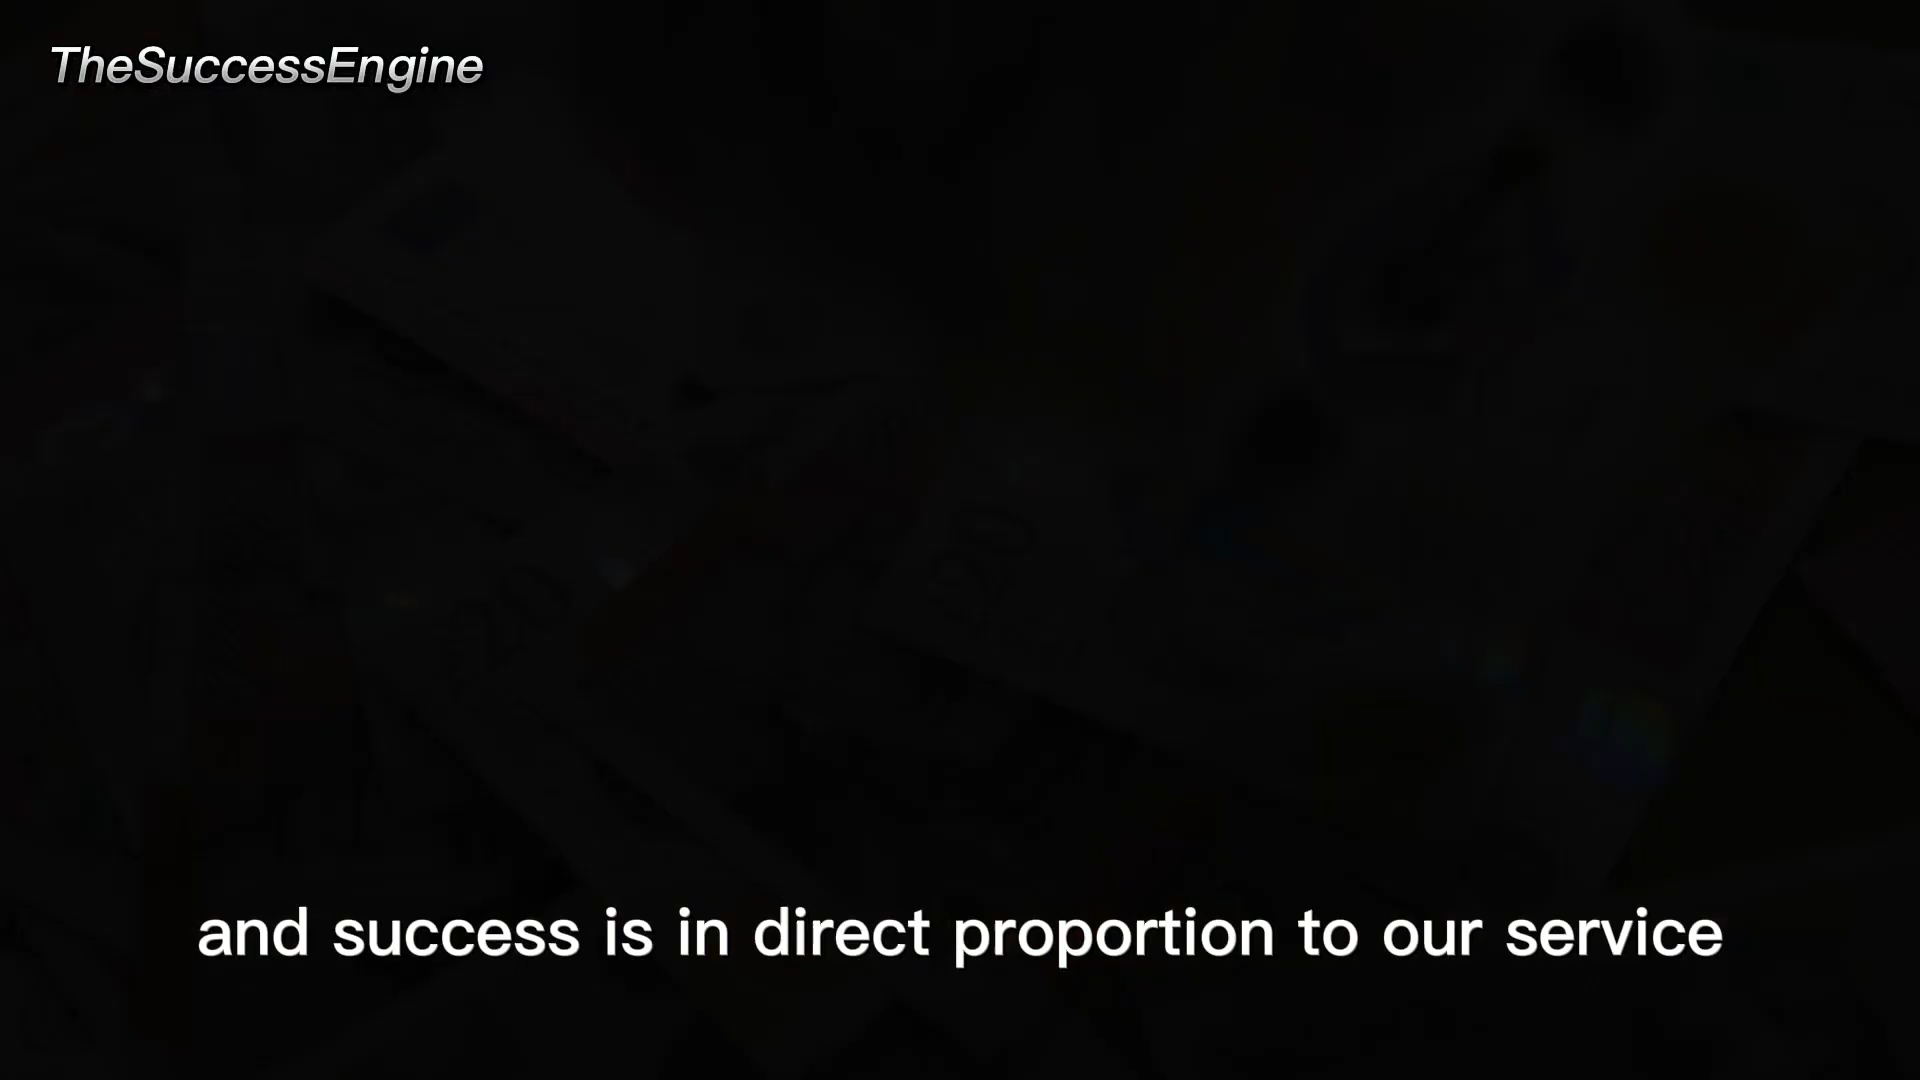 TheSuccessEngine
and success is in direct proportion to our service